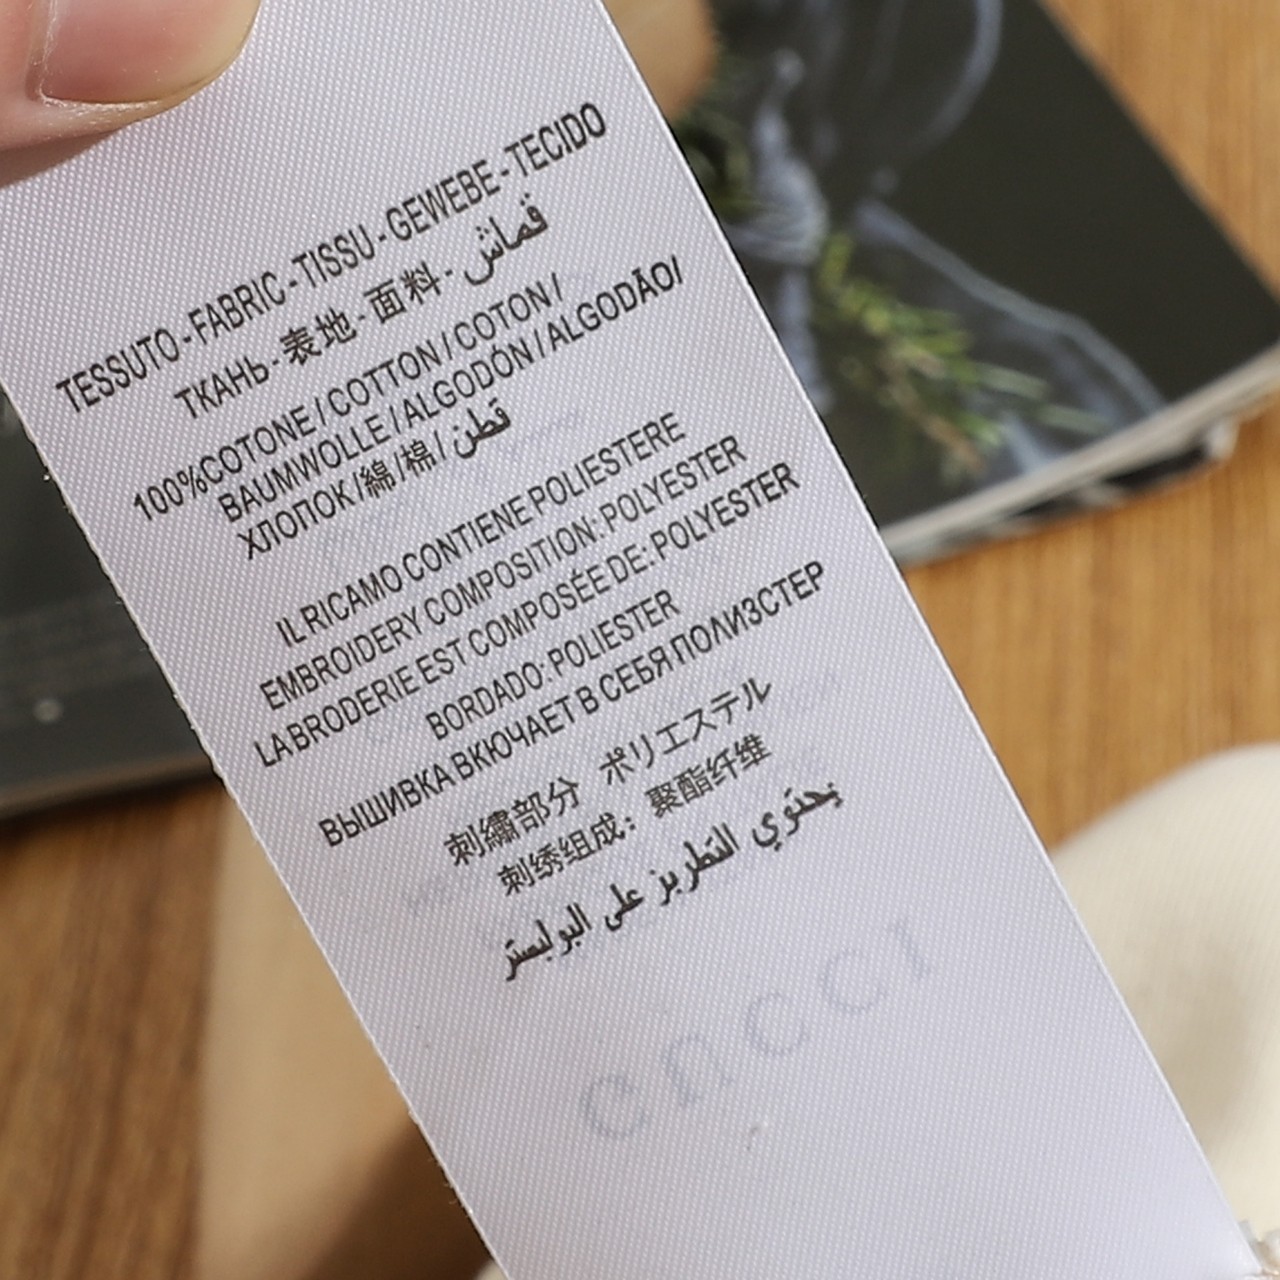 TESSUTO - FABRIC - TISSU - GEWEBE - TECIDO
ТКАНЬ - 表地 - 面料 - قماش
100%COTONE / COTTON / COTON /
BAUMWOLLE / ALGODÓN / ALGODÃO/
ХЛОПОК /綿/棉/ قطن
IL RICAMO CONTIENE POLIESTERE
EMBROIDERY COMPOSITION: POLYESTER
LA BRODERIE EST COMPOSÉE DE: POLYESTER
BORDADO: POLIESTER
ВЫШИВКА ВКЮЧАЕТ В СЕБЯ ПОЛИЗСТЕР
刺繍部分 ポリエステル
刺绣组成: 聚酯纤维
يحتوي التطريز على البوليستر
GUCCI